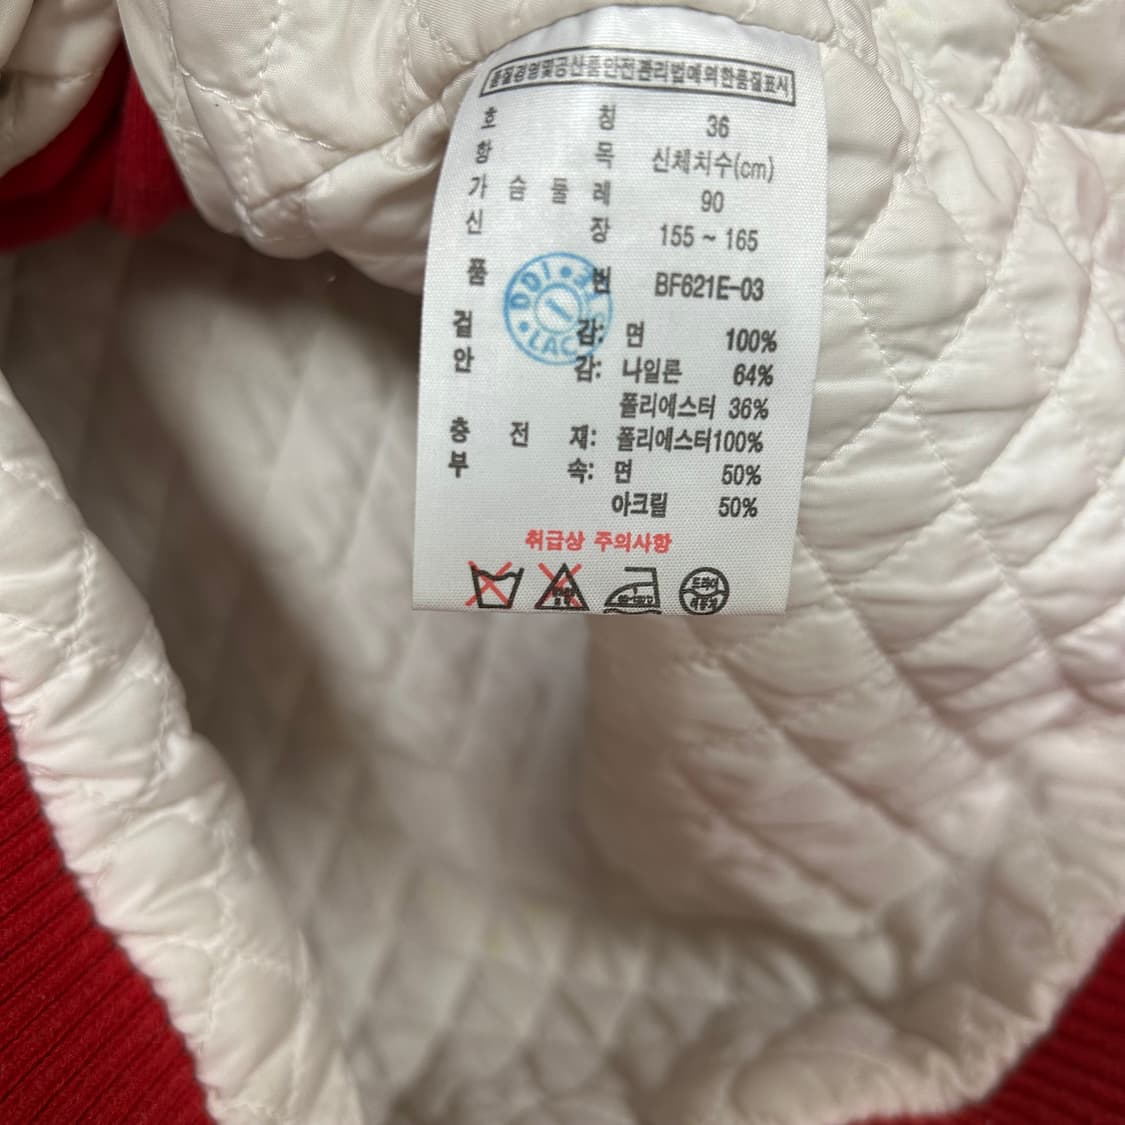 품질경영및공산품안전관리법에의한품질표시
호 칭 36
항 목 신체치수(cm)
가 슴 둘 레 90
신 장 155 ~ 165
품 번 BF621E-03
겉 감: 면 100%
안 감: 나일론 64%
폴리에스터 36%
충 전 재: 폴리에스터100%
부 속: 면 50%
아크릴 50%
취급상 주의사항
드라이